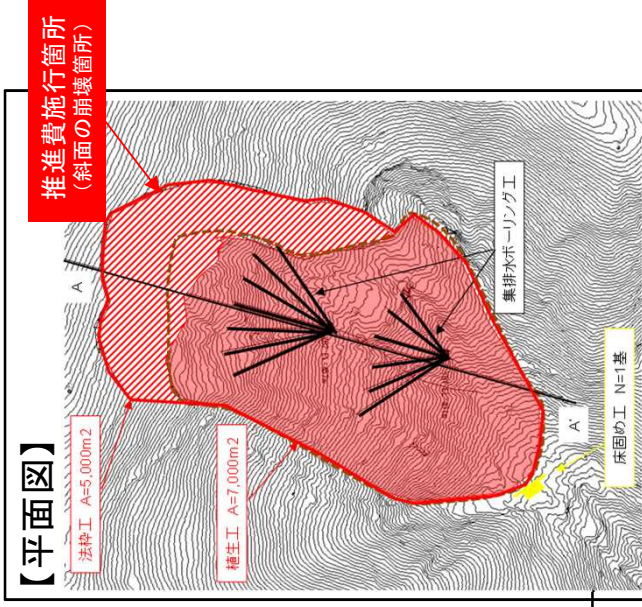 【平面図】
推進費施行箇所
（斜面の崩壊箇所）
法枠工 A=5,000m2
植生工 A=7,000m2
A
A'
集排水ボーリング工
床固め工 N=1基